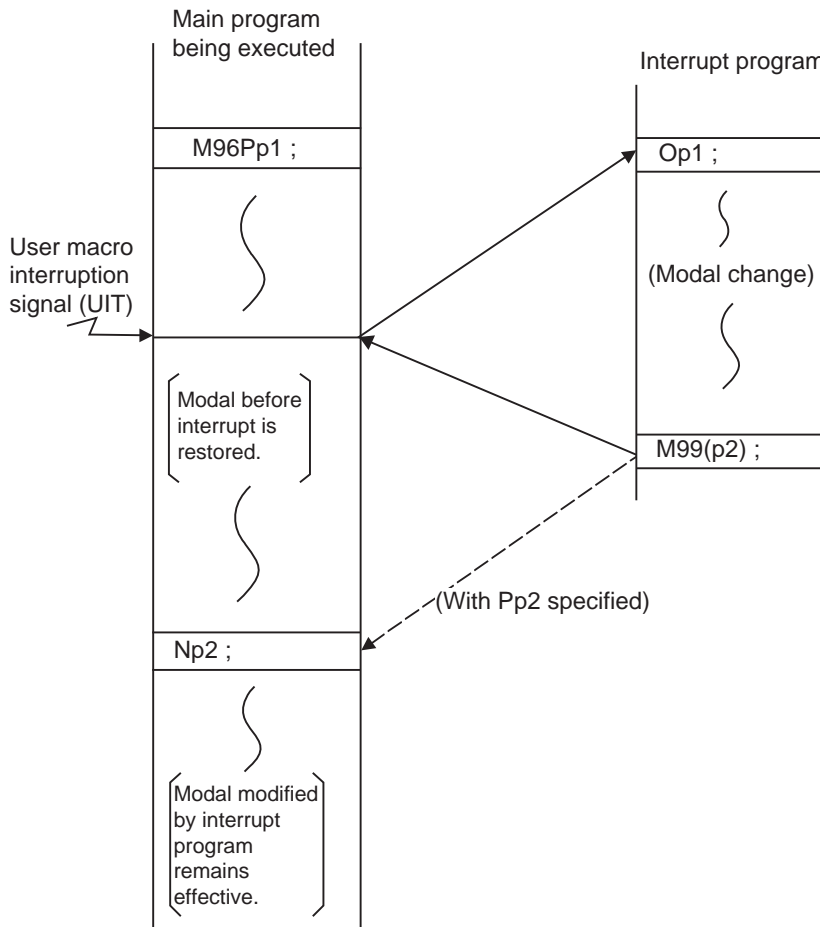 Main program
being executed
Interrupt program
M96Pp1 ;
Op1 ;
User macro
interruption
signal (UIT)
(Modal change)
Modal before
interrupt is
restored.
M99(p2) ;
(With Pp2 specified)
Np2 ;
Modal modified
by interrupt
program
remains
effective.